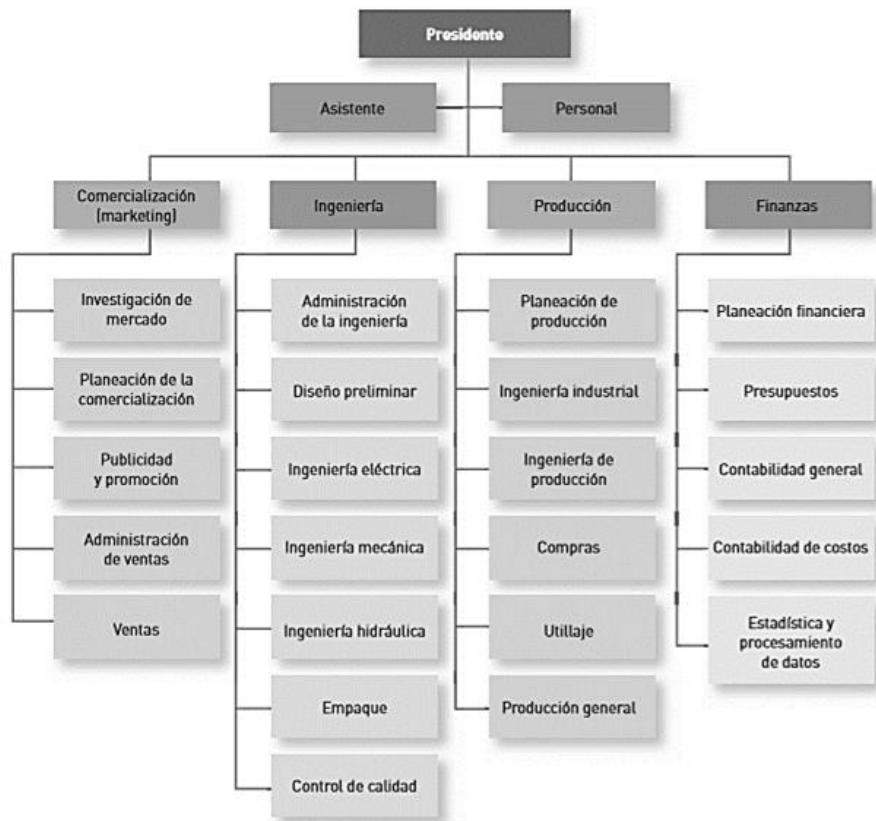 Presidente
Asistente
Personal
Comercialización
(marketing)
Ingeniería
Producción
Finanzas
Investigación de
mercado
Planeación de la
comercialización
Publicidad
y promoción
Administración
de ventas
Ventas
Administración
de la ingeniería
Diseño preliminar
Ingeniería eléctrica
Ingeniería mecánica
Ingeniería hidráulica
Empaque
Control de calidad
Planeación de
producción
Ingeniería industrial
Ingeniería de
producción
Compras
Utillaje
Producción general
Planeación financiera
Presupuestos
Contabilidad general
Contabilidad de costos
Estadística y
procesamiento
de datos